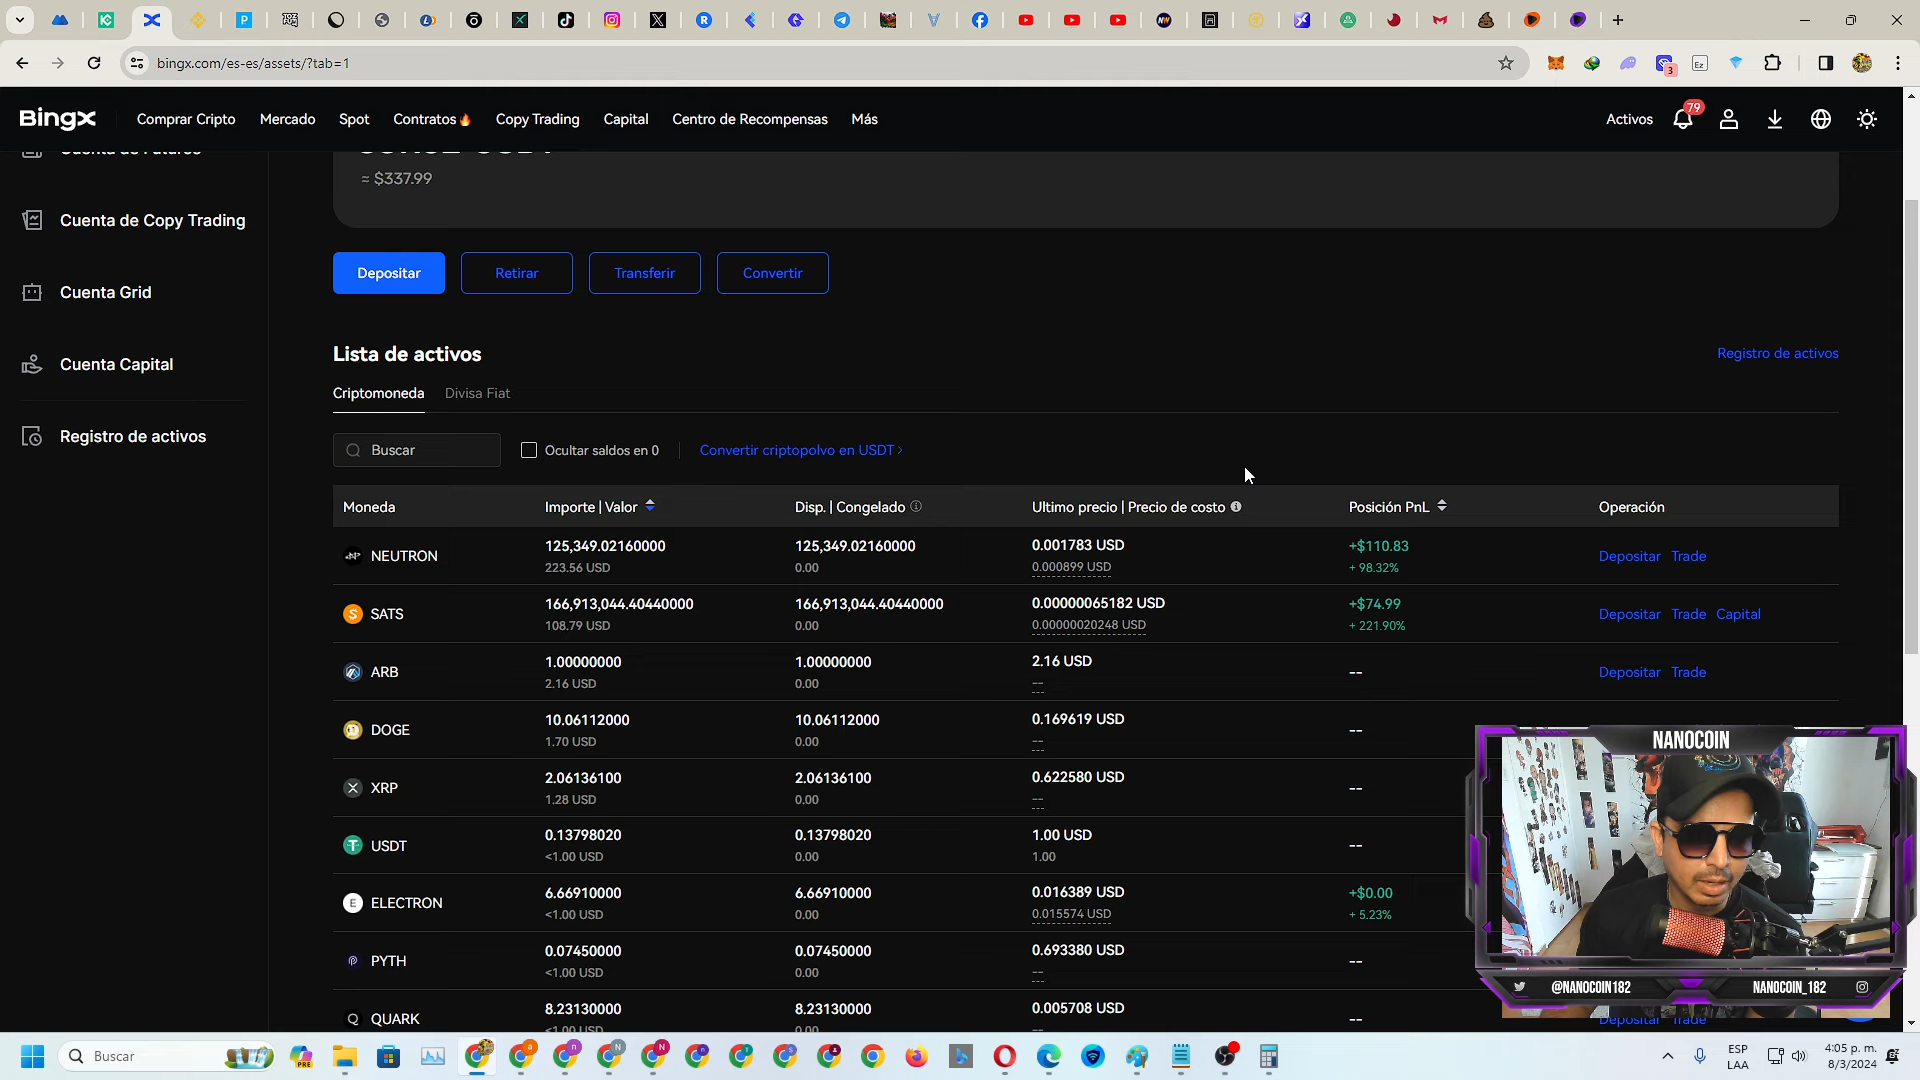 bingx.com/es-es/assets/?tab=1
3
Ez
BingX
Comprar Cripto
Mercado
Spot
Contratos
Copy Trading
Capital
Centro de Recompensas
Más
Activos
79
≈ $337.99
Cuenta de Copy Trading
Cuenta Grid
Cuenta Capital
Registro de activos
Depositar
Retirar
Transferir
Convertir
Lista de activos
Registro de activos
Criptomoneda
Divisa Fiat
Buscar
Ocultar saldos en 0
Convertir criptopolvo en USDT >
Moneda
Importe | Valor
Disp. | Congelado
Ultimo precio | Precio de costo
Posición PnL
Operación
NEUTRON
125,349.02160000
223.56 USD
125,349.02160000
0.00
0.001783 USD
0.000899 USD
+$110.83
+ 98.32%
Depositar Trade
SATS
166,913,044.40440000
108.79 USD
166,913,044.40440000
0.00
0.00000065182 USD
0.00000020248 USD
+$74.99
+ 221.90%
Depositar Trade Capital
ARB
1.00000000
2.16 USD
1.00000000
0.00
2.16 USD
--
--
Depositar Trade
DOGE
10.06112000
1.70 USD
10.06112000
0.00
0.169619 USD
--
--
XRP
2.06136100
1.28 USD
2.06136100
0.00
0.622580 USD
--
--
USDT
0.13798020
<1.00 USD
0.13798020
0.00
1.00 USD
1.00
--
ELECTRON
6.66910000
<1.00 USD
6.66910000
0.00
0.016389 USD
0.015574 USD
+$0.00
+ 5.23%
PYTH
0.07450000
<1.00 USD
0.07450000
0.00
0.693380 USD
--
--
QUARK
8.23130000
<1.00 USD
8.23130000
0.00
0.005708 USD
--
Depositar Trade
NANOCOIN
@NANOCOIN182
NANOCOIN_182
Buscar
PRE
ESP
LAA
4:05 p. m.
8/3/2024